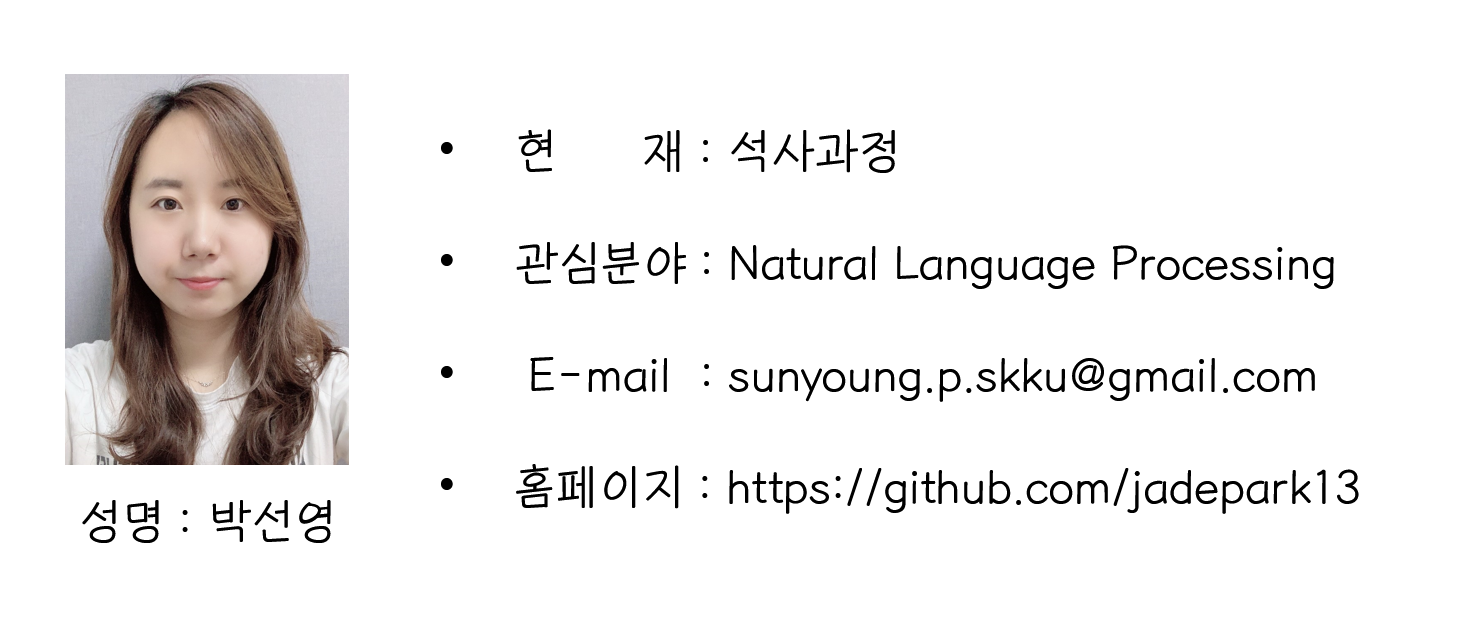 현 재 : 석사과정
관심분야 : Natural Language Processing
E-mail : sunyoung.p.skku@gmail.com
홈페이지 : https://github.com/jadepark13
성명 : 박선영